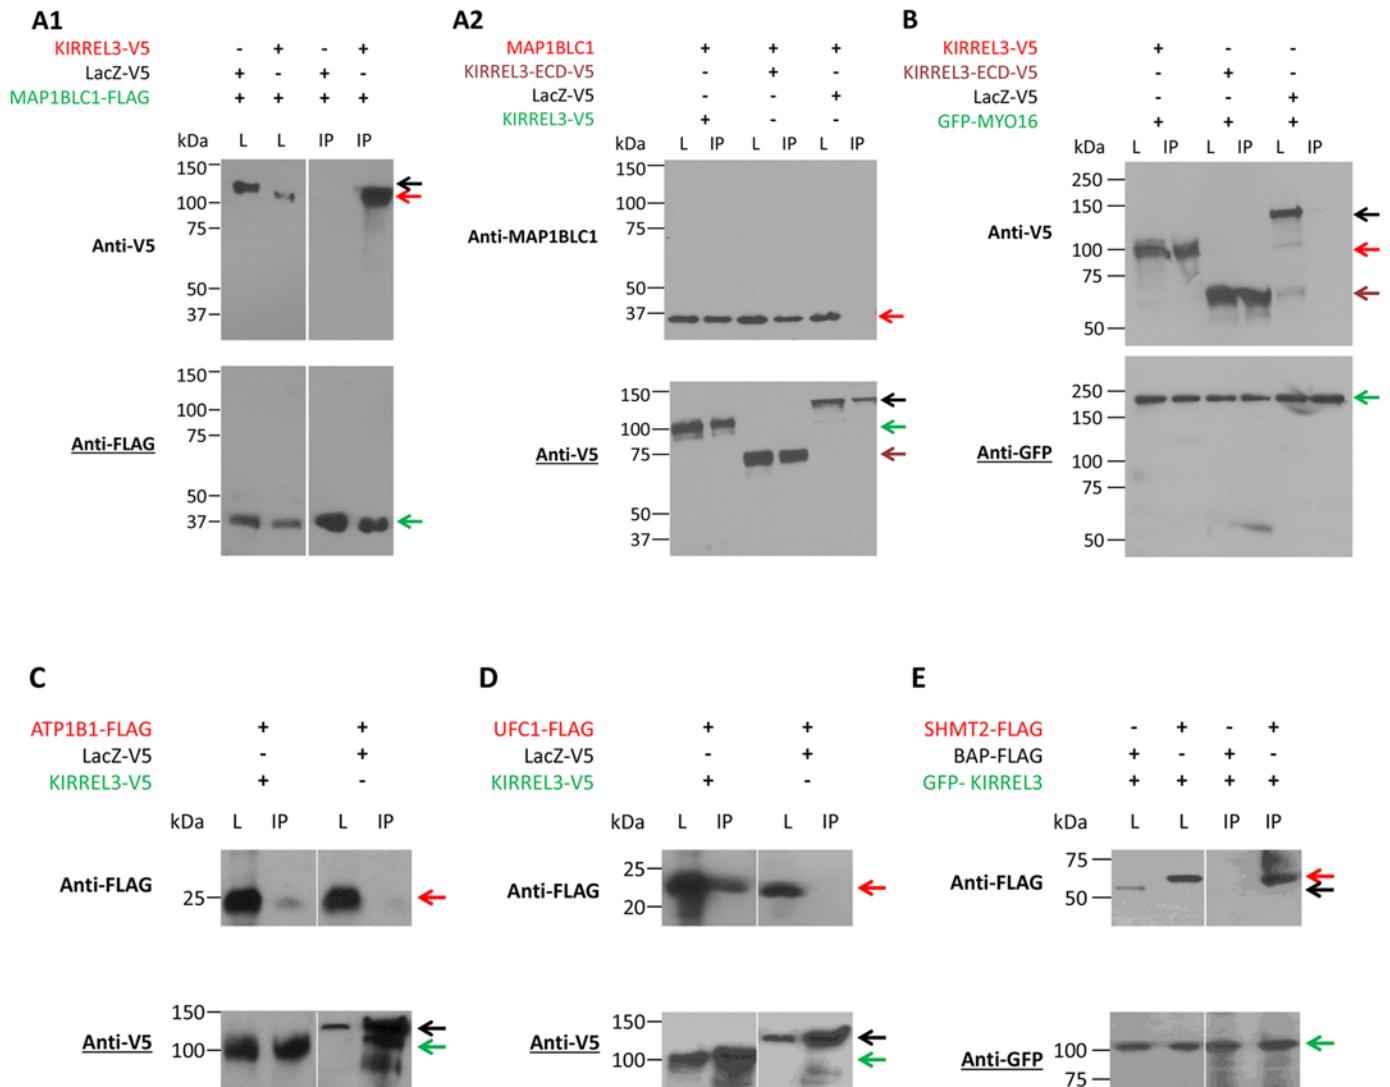 A1
KIRREL3-V5 - + - +
LacZ-V5 + - + -
MAP1BLC1-FLAG + + + +
kDa L L IP IP
150
100
75
Anti-V5
50
37
150
100
75
Anti-FLAG
50
37
A2
MAP1BLC1 + + +
KIRREL3-ECD-V5 - + -
LacZ-V5 - - +
KIRREL3-V5 + - -
kDa L IP L IP L IP
150
100
75
Anti-MAP1BLC1
50
37
150
100
75
Anti-V5
50
37
B
KIRREL3-V5 + - -
KIRREL3-ECD-V5 - + -
LacZ-V5 - - +
GFP-MYO16 + + +
kDa L IP L IP L IP
250
150
Anti-V5
100
75
50
250
150
Anti-GFP
100
75
50
C
ATP1B1-FLAG + +
LacZ-V5 - +
KIRREL3-V5 + -
kDa L IP L IP
Anti-FLAG
25
150
Anti-V5
100
D
UFC1-FLAG + +
LacZ-V5 - +
KIRREL3-V5 + -
kDa L IP L IP
25
Anti-FLAG
20
150
Anti-V5
100
E
SHMT2-FLAG - + - +
BAP-FLAG + - + -
GFP- KIRREL3 + + + +
kDa L L IP IP
75
Anti-FLAG
50
100
Anti-GFP
75